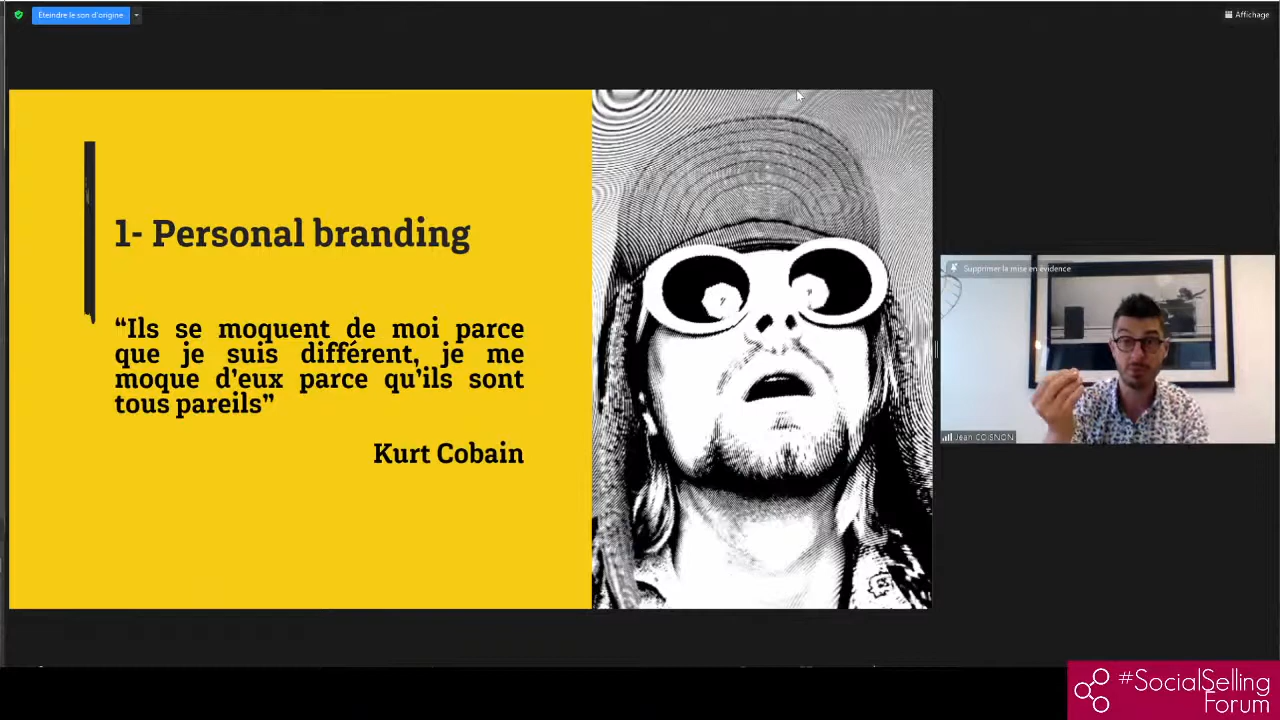 Eteindre le son d'origine
Affichage
1- Personal branding
“Ils se moquent de moi parce
que je suis différent, je me
moque d'eux parce qu'ils sont
tous pareils”
Kurt Cobain
Supprimer la mise en évidence
Jean COISNON
#SocialSelling
Forum